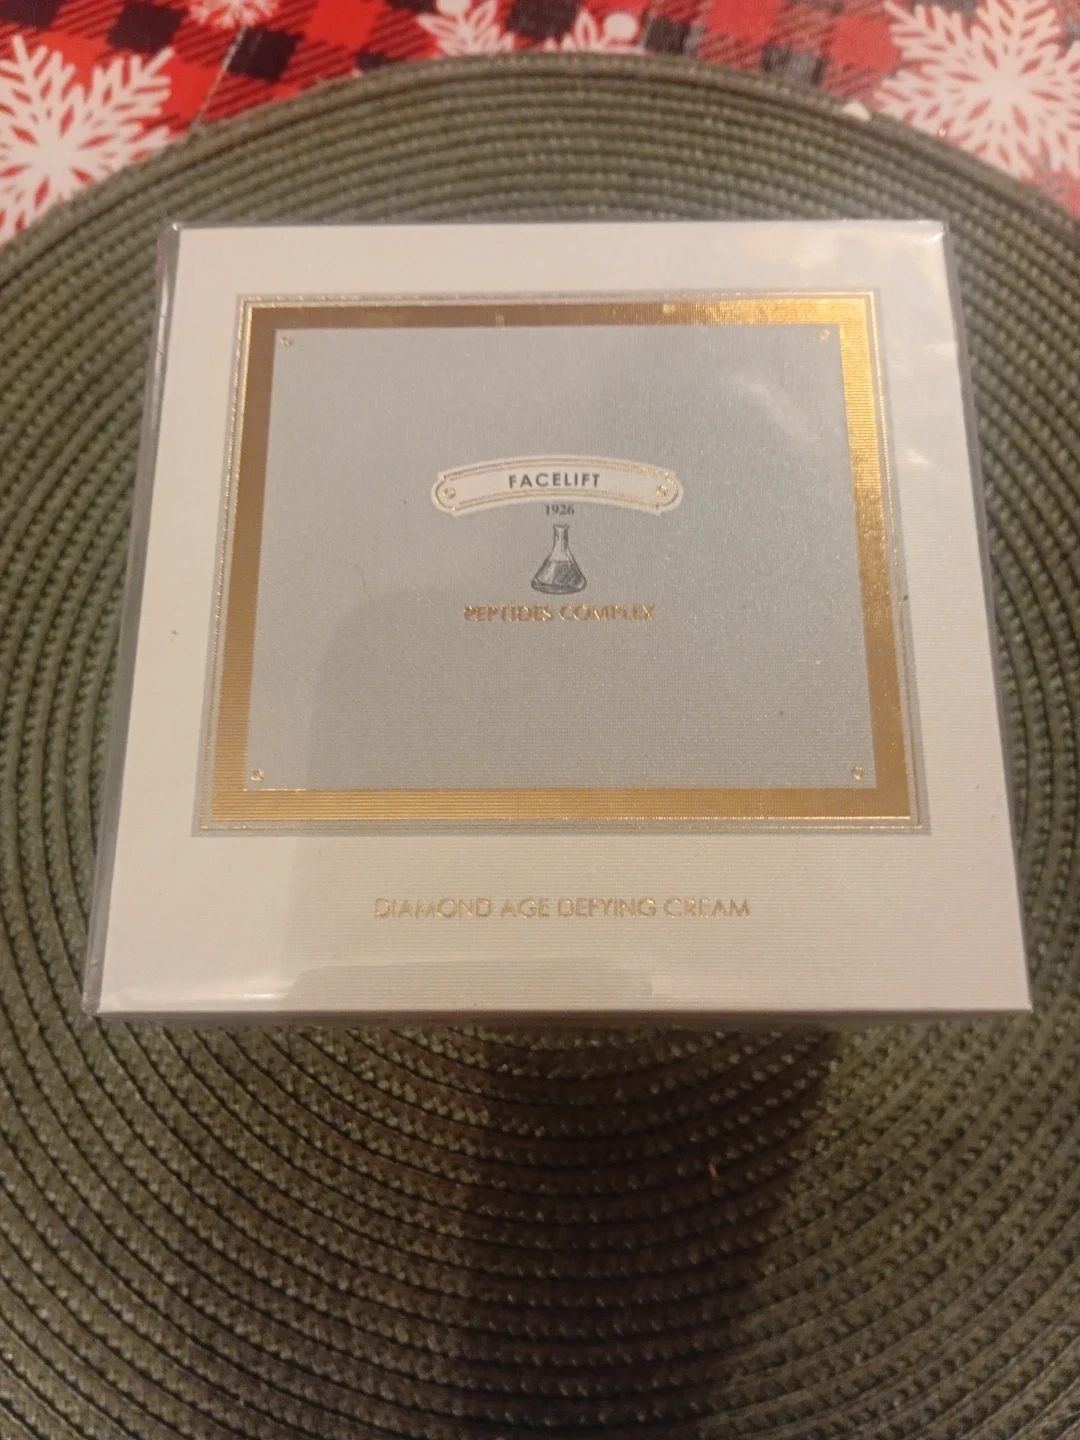 FACELIFT
1926
PEPTIDES COMPLEX
DIAMOND AGE DEFYING CREAM